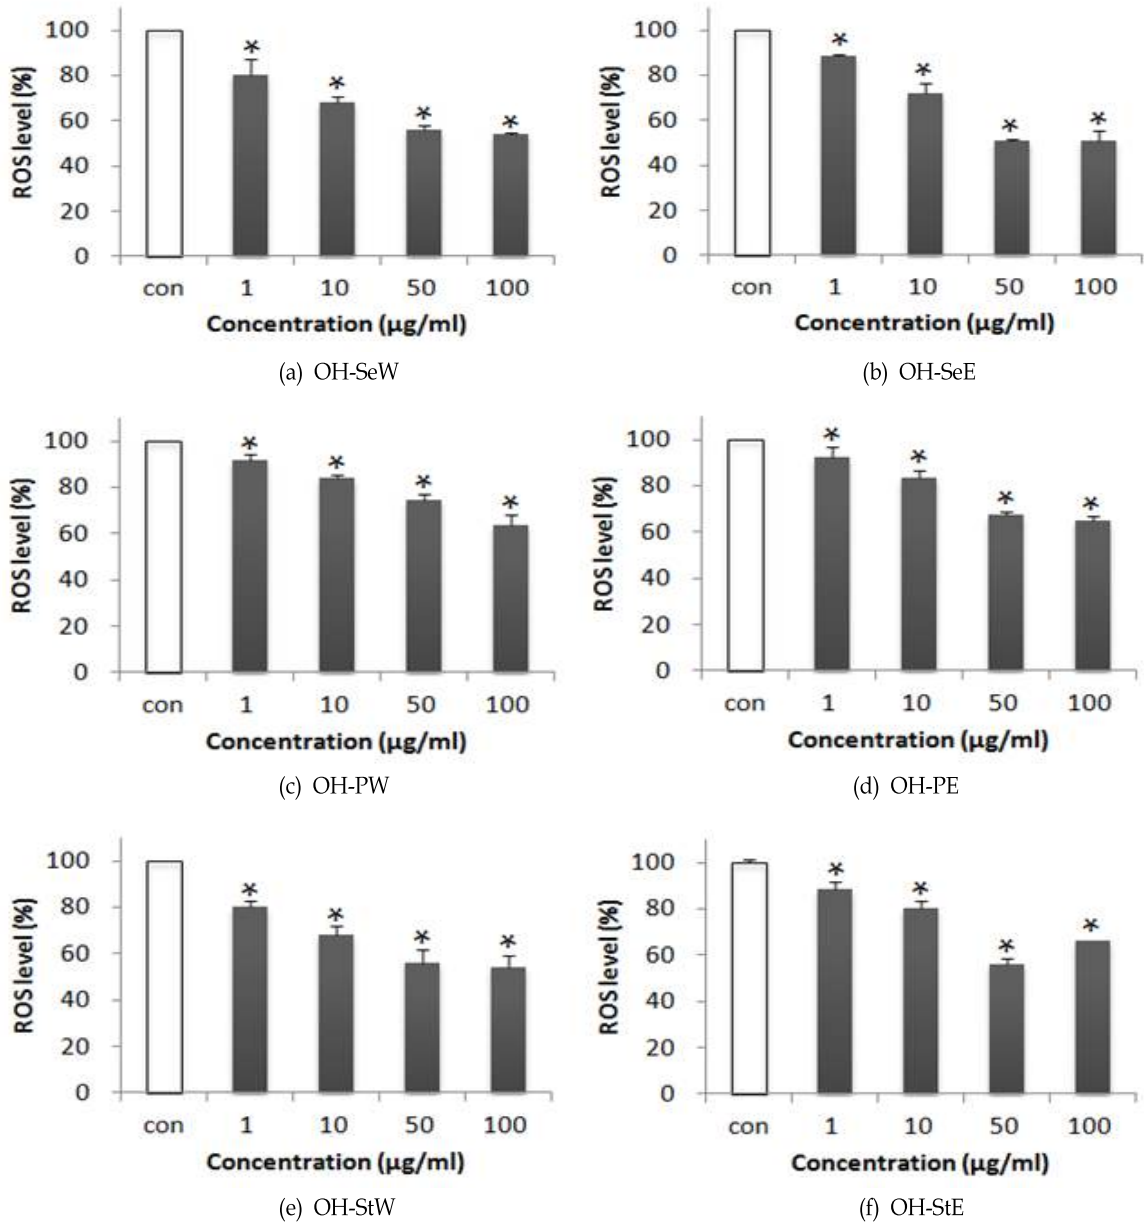 100
80
60
40
20
0
ROS level (%)
* * * *
con 1 10 50 100
Concentration (μg/ml)
(a) OH-SeW
100
80
60
40
20
0
ROS level (%)
* * * *
con 1 10 50 100
Concentration (μg/ml)
(b) OH-SeE
100
80
60
40
20
0
ROS level (%)
* * * *
con 1 10 50 100
Concentration (μg/ml)
(c) OH-PW
100
80
60
40
20
0
ROS level (%)
* * * *
con 1 10 50 100
Concentration (μg/ml)
(d) OH-PE
100
80
60
40
20
0
ROS level (%)
* * * *
con 1 10 50 100
Concentration (μg/ml)
(e) OH-StW
100
80
60
40
20
0
ROS level (%)
* * * *
con 1 10 50 100
Concentration (μg/ml)
(f) OH-StE